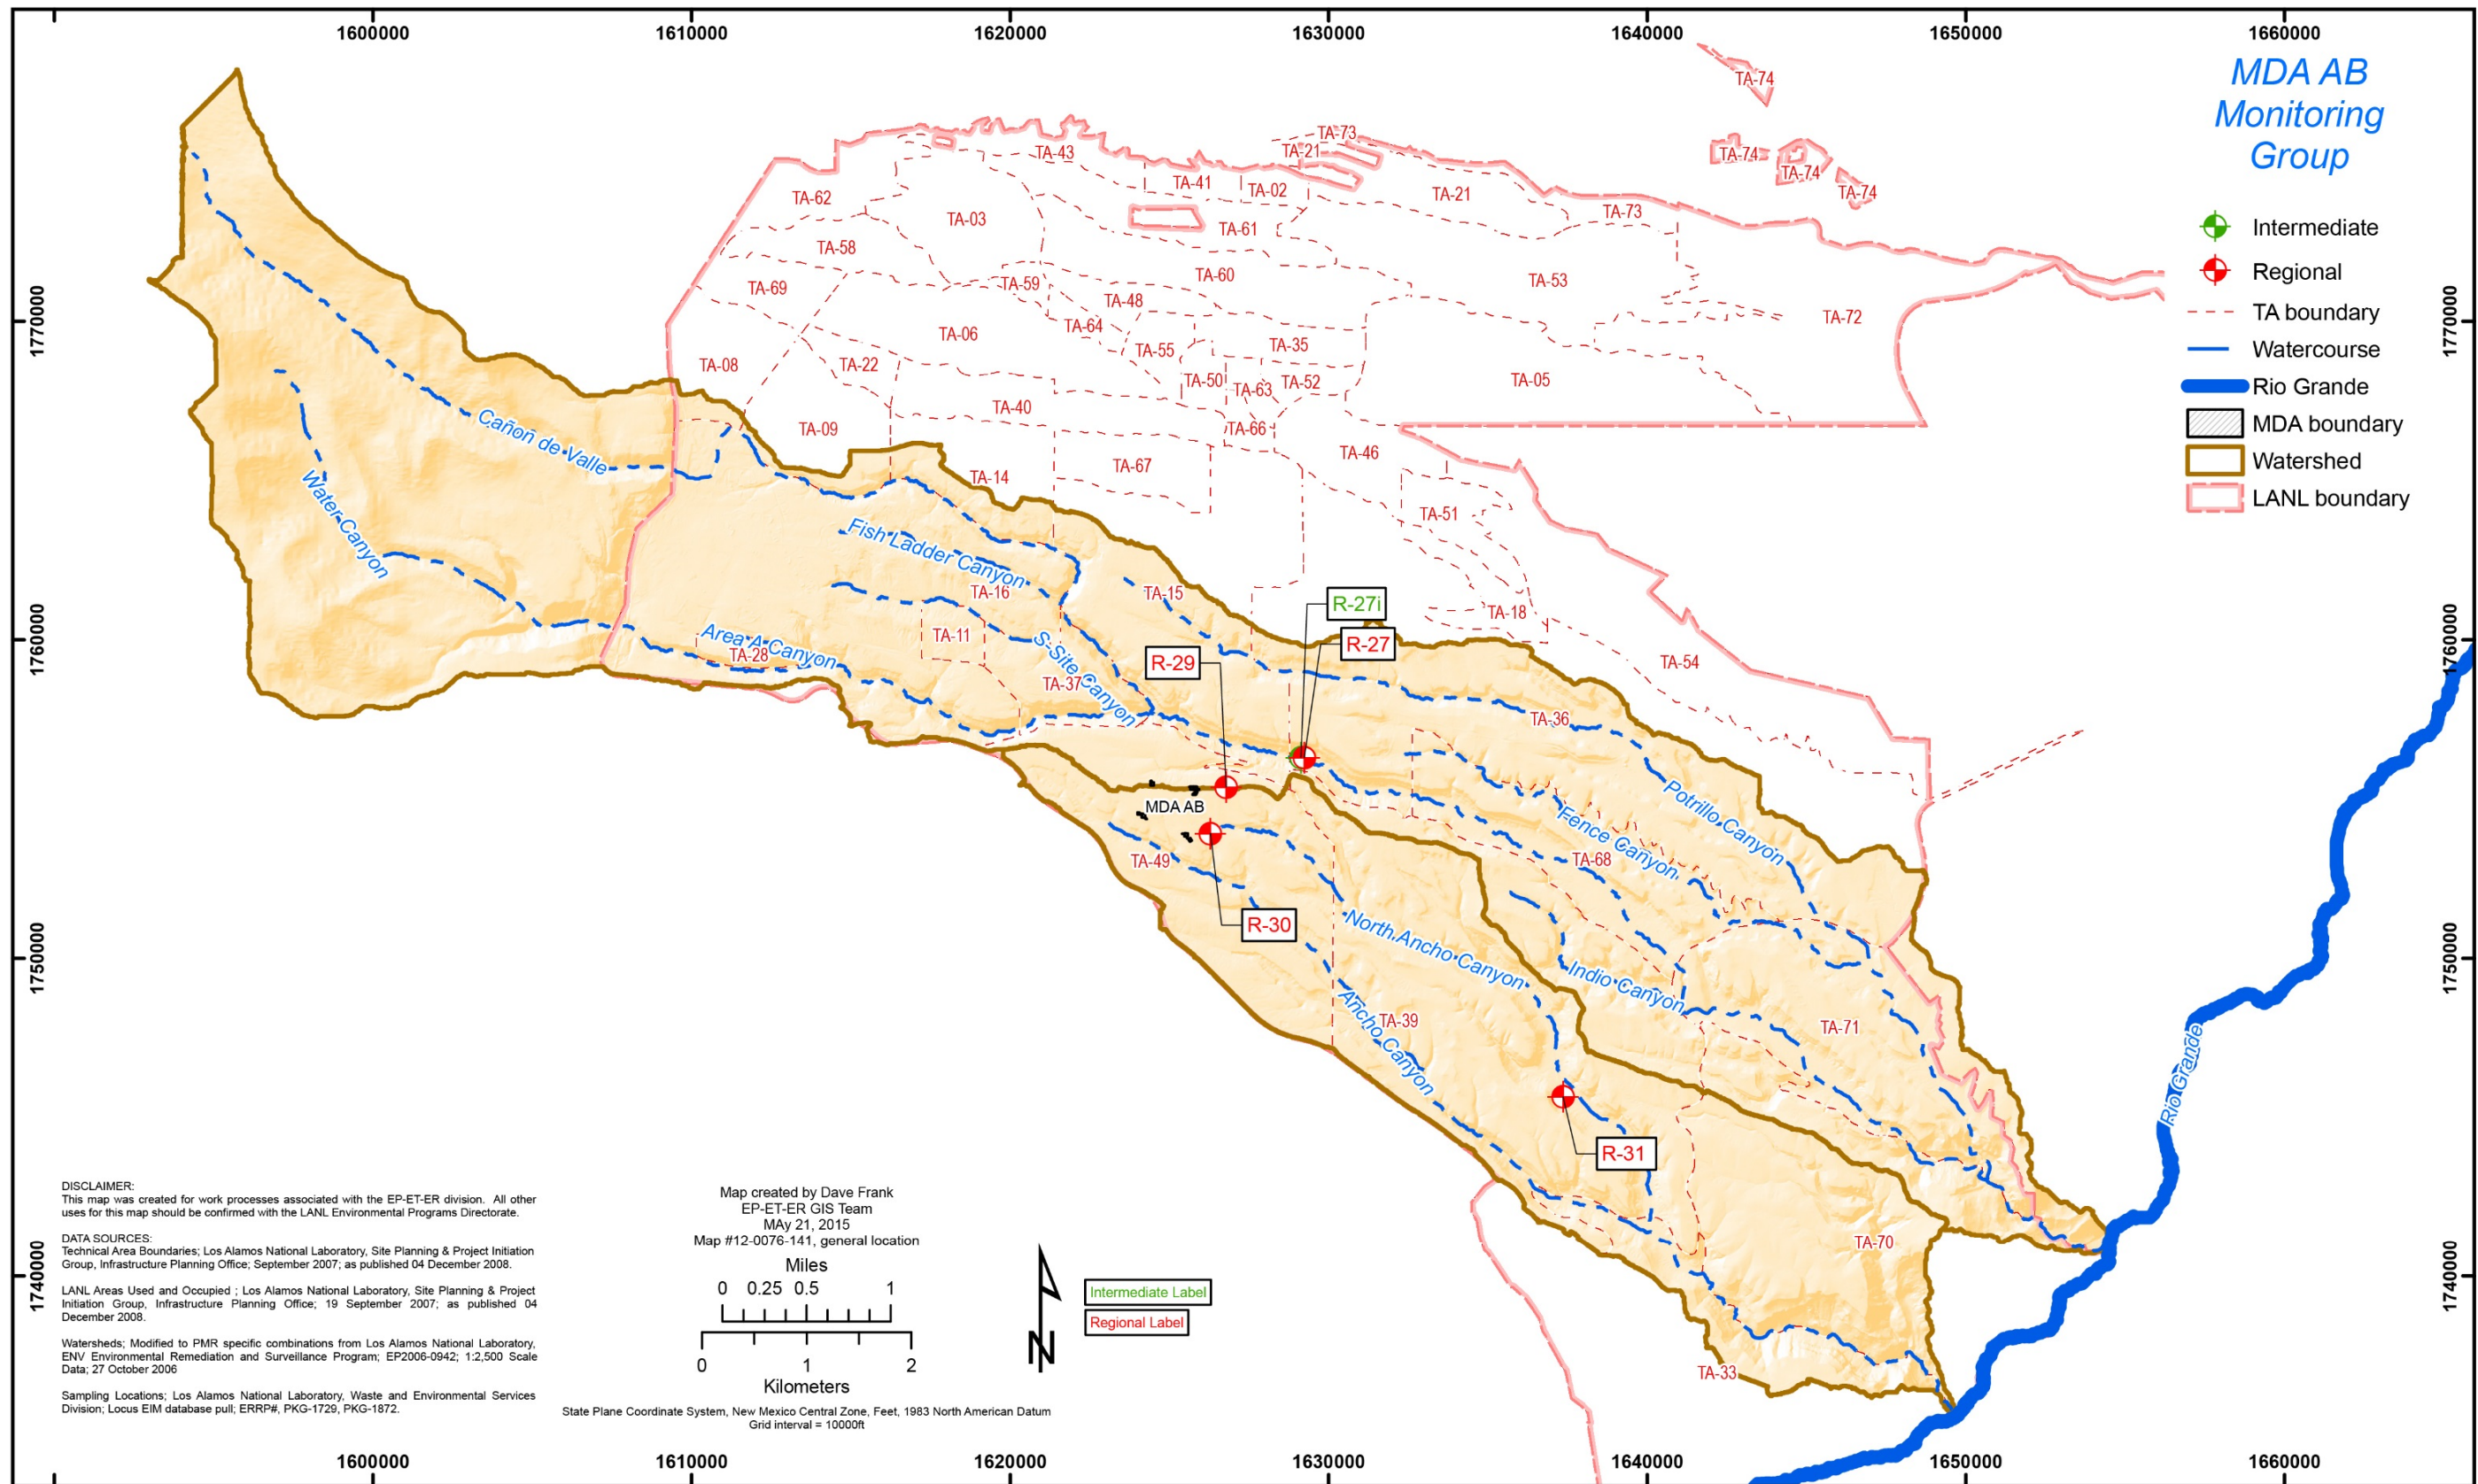 1600000 1610000 1620000 1630000 1640000 1650000 1660000
MDA AB
Monitoring
Group
Intermediate
Regional
TA boundary
Watercourse
Rio Grande
MDA boundary
Watershed
LANL boundary
1770000
1760000
1750000
1740000
1770000
1760000
1750000
1740000
TA-74
TA-74
TA-74
TA-74
TA-73
TA-21
TA-43
TA-41
TA-02
TA-21
TA-73
TA-62
TA-03
TA-61
TA-58
TA-60
TA-53
TA-69
TA-59
TA-48
TA-72
TA-64
TA-06
TA-55
TA-35
TA-08
TA-22
TA-50
TA-63
TA-52
TA-05
TA-40
TA-09
TA-66
TA-46
TA-67
TA-14
TA-51
Cañon de Valle
Water Canyon
Fish Ladder Canyon
TA-16
TA-15
TA-18
R-27i
R-27
R-29
TA-11
Area A Canyon
TA-28
S-Site Canyon
TA-37
TA-54
TA-36
MDA AB
Potrillo Canyon
Fence Canyon
TA-68
TA-49
R-30
North Ancho Canyon
Indio Canyon
Ancho Canyon
TA-39
TA-71
Rio Grande
R-31
TA-70
TA-33
DISCLAIMER:
This map was created for work processes associated with the EP-ET-ER division. All other
uses for this map should be confirmed with the LANL Environmental Programs Directorate.
DATA SOURCES:
Technical Area Boundaries; Los Alamos National Laboratory, Site Planning & Project Initiation
Group, Infrastructure Planning Office; September 2007; as published 04 December 2008.
LANL Areas Used and Occupied ; Los Alamos National Laboratory, Site Planning & Project
Initiation Group, Infrastructure Planning Office; 19 September 2007; as published 04
December 2008.
Watersheds; Modified to PMR specific combinations from Los Alamos National Laboratory,
ENV Environmental Remediation and Surveillance Program; EP2006-0942; 1:2,500 Scale
Data; 27 October 2006
Sampling Locations; Los Alamos National Laboratory, Waste and Environmental Services
Division; Locus EIM database pull; ERRP#, PKG-1729, PKG-1872.
Map created by Dave Frank
EP-ET-ER GIS Team
MAy 21, 2015
Map #12-0076-141, general location
Miles
0 0.25 0.5 1
0 1 2
Kilometers
State Plane Coordinate System, New Mexico Central Zone, Feet, 1983 North American Datum
Grid interval = 10000ft
N
Intermediate Label
Regional Label
1600000 1610000 1620000 1630000 1640000 1650000 1660000